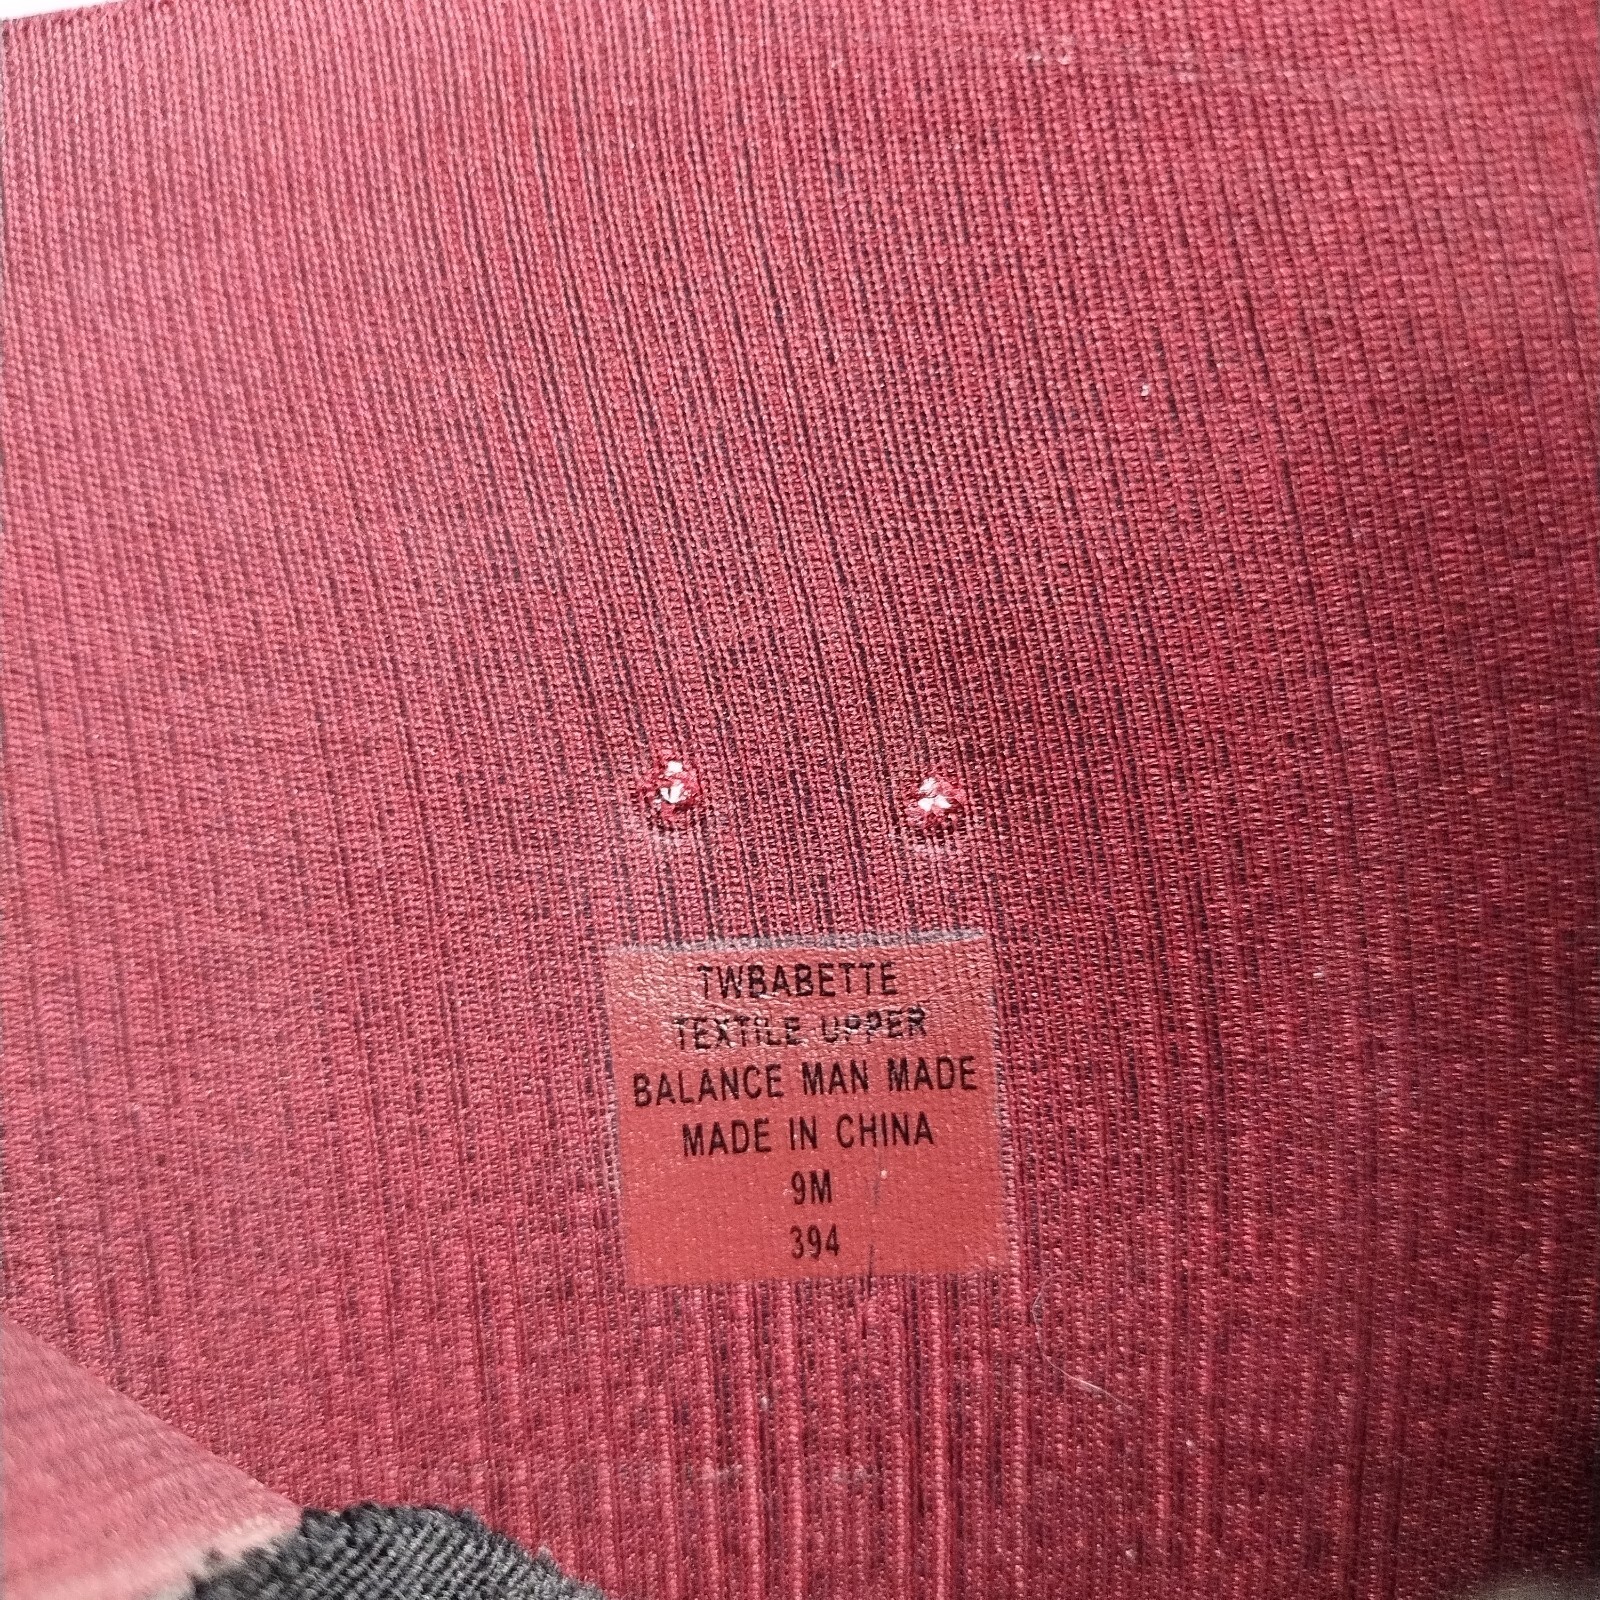 TWBABETTE
TEXTILE UPPER
BALANCE MAN MADE
MADE IN CHINA
9M
394